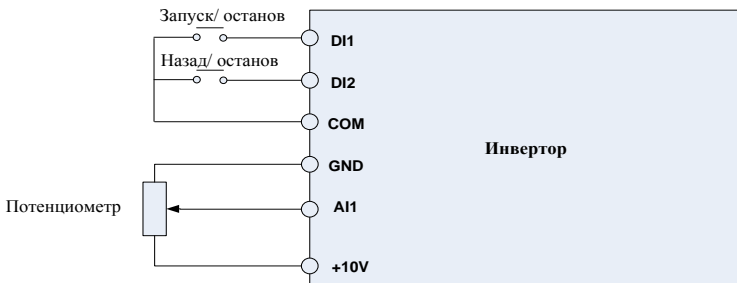 Запуск/ останов
DI1
Назад/ останов
DI2
COM
Инвертор
GND
Потенциометр
AI1
+10V